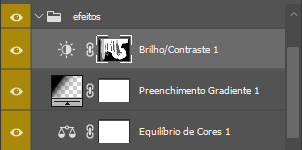 efeitos
Brilho/Contraste 1
Preenchimento Gradiente 1
Equilíbrio de Cores 1